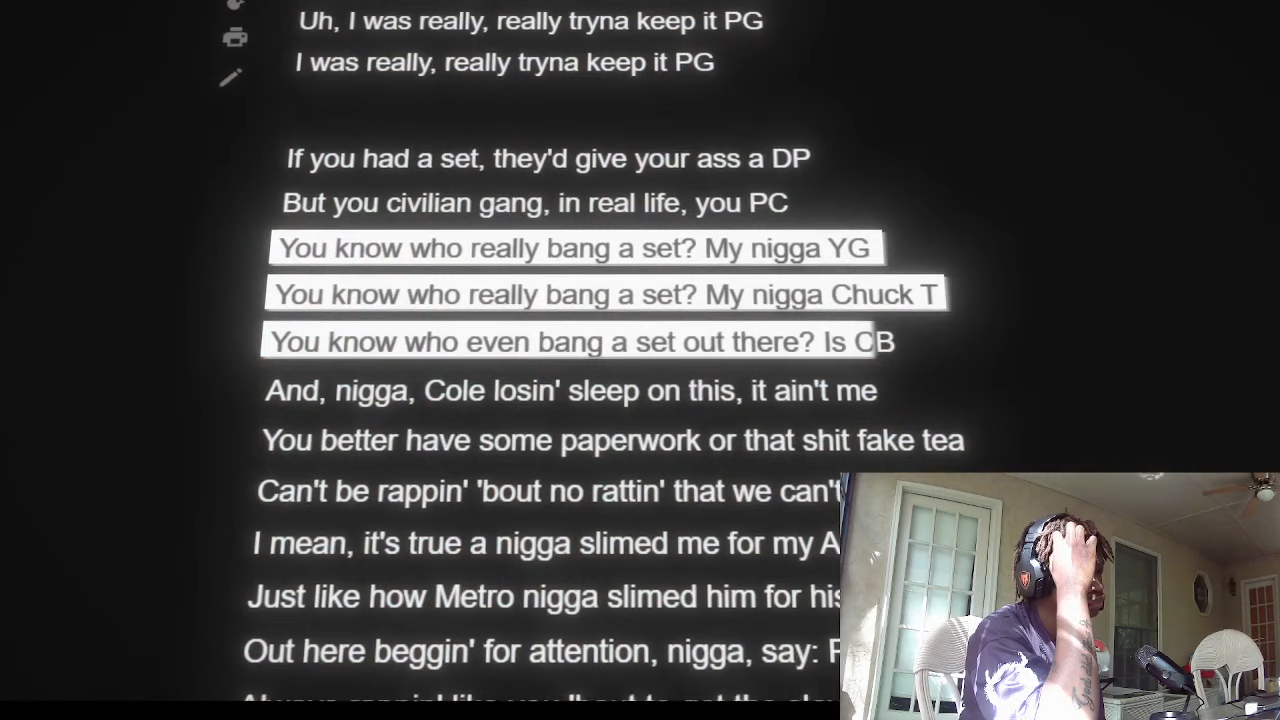 Uh, I was really, really tryna keep it PG
I was really, really tryna keep it PG
If you had a set, they'd give your ass a DP
But you civilian gang, in real life, you PC
You know who really bang a set? My nigga YG
You know who really bang a set? My nigga Chuck T
You know who even bang a set out there? Is CB
And, nigga, Cole losin' sleep on this, it ain't me
You better have some paperwork or that shit fake tea
Can't be rappin' 'bout no rattin' that we can't
I mean, it's true a nigga slimed me for my A
Just like how Metro nigga slimed him for his
Out here beggin' for attention, nigga, say: